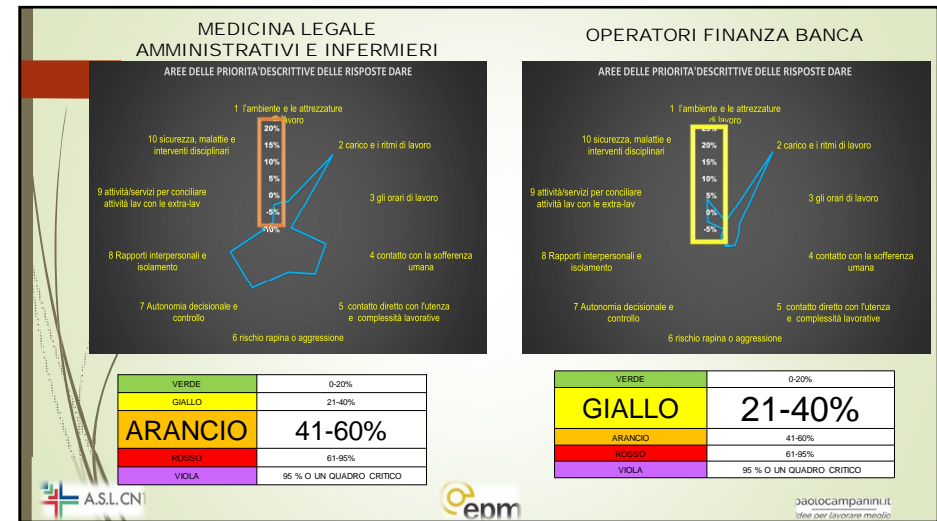 MEDICINA LEGALE
AMMINISTRATIVI E INFERMIERI
AREE DELLE PRIORITA'DESCRITTIVE DELLE RISPOSTE DARE
1 l'ambiente e le attrezzature
di lavoro
20%
15%
10%
5%
0%
-5%
-10%
2 carico e i ritmi di lavoro
3 gli orari di lavoro
4 contatto con la sofferenza
umana
5 contatto diretto con l'utenza
e complessità lavorative
6 rischio rapina o aggressione
7 Autonomia decisionale e
controllo
8 Rapporti interpersonali e
isolamento
9 attività/servizi per conciliare
attività lav con le extra-lav
10 sicurezza, malattie e
interventi disciplinari
VERDE 0-20%
GIALLO 21-40%
ARANCIO 41-60%
ROSSO 61-95%
VIOLA 95 % O UN QUADRO CRITICO
OPERATORI FINANZA BANCA
AREE DELLE PRIORITA'DESCRITTIVE DELLE RISPOSTE DARE
1 l'ambiente e le attrezzature
di lavoro
25%
20%
15%
10%
5%
0%
-5%
2 carico e i ritmi di lavoro
3 gli orari di lavoro
4 contatto con la sofferenza
umana
5 contatto diretto con l'utenza
e complessità lavorative
6 rischio rapina o aggressione
7 Autonomia decisionale e
controllo
8 Rapporti interpersonali e
isolamento
9 attività/servizi per conciliare
attività lav con le extra-lav
10 sicurezza, malattie e
interventi disciplinari
VERDE 0-20%
GIALLO 21-40%
ARANCIO 41-60%
ROSSO 61-95%
VIOLA 95 % O UN QUADRO CRITICO
A.S.L. CN1
epm
paolocampanini.it
idee per lavorare meglio